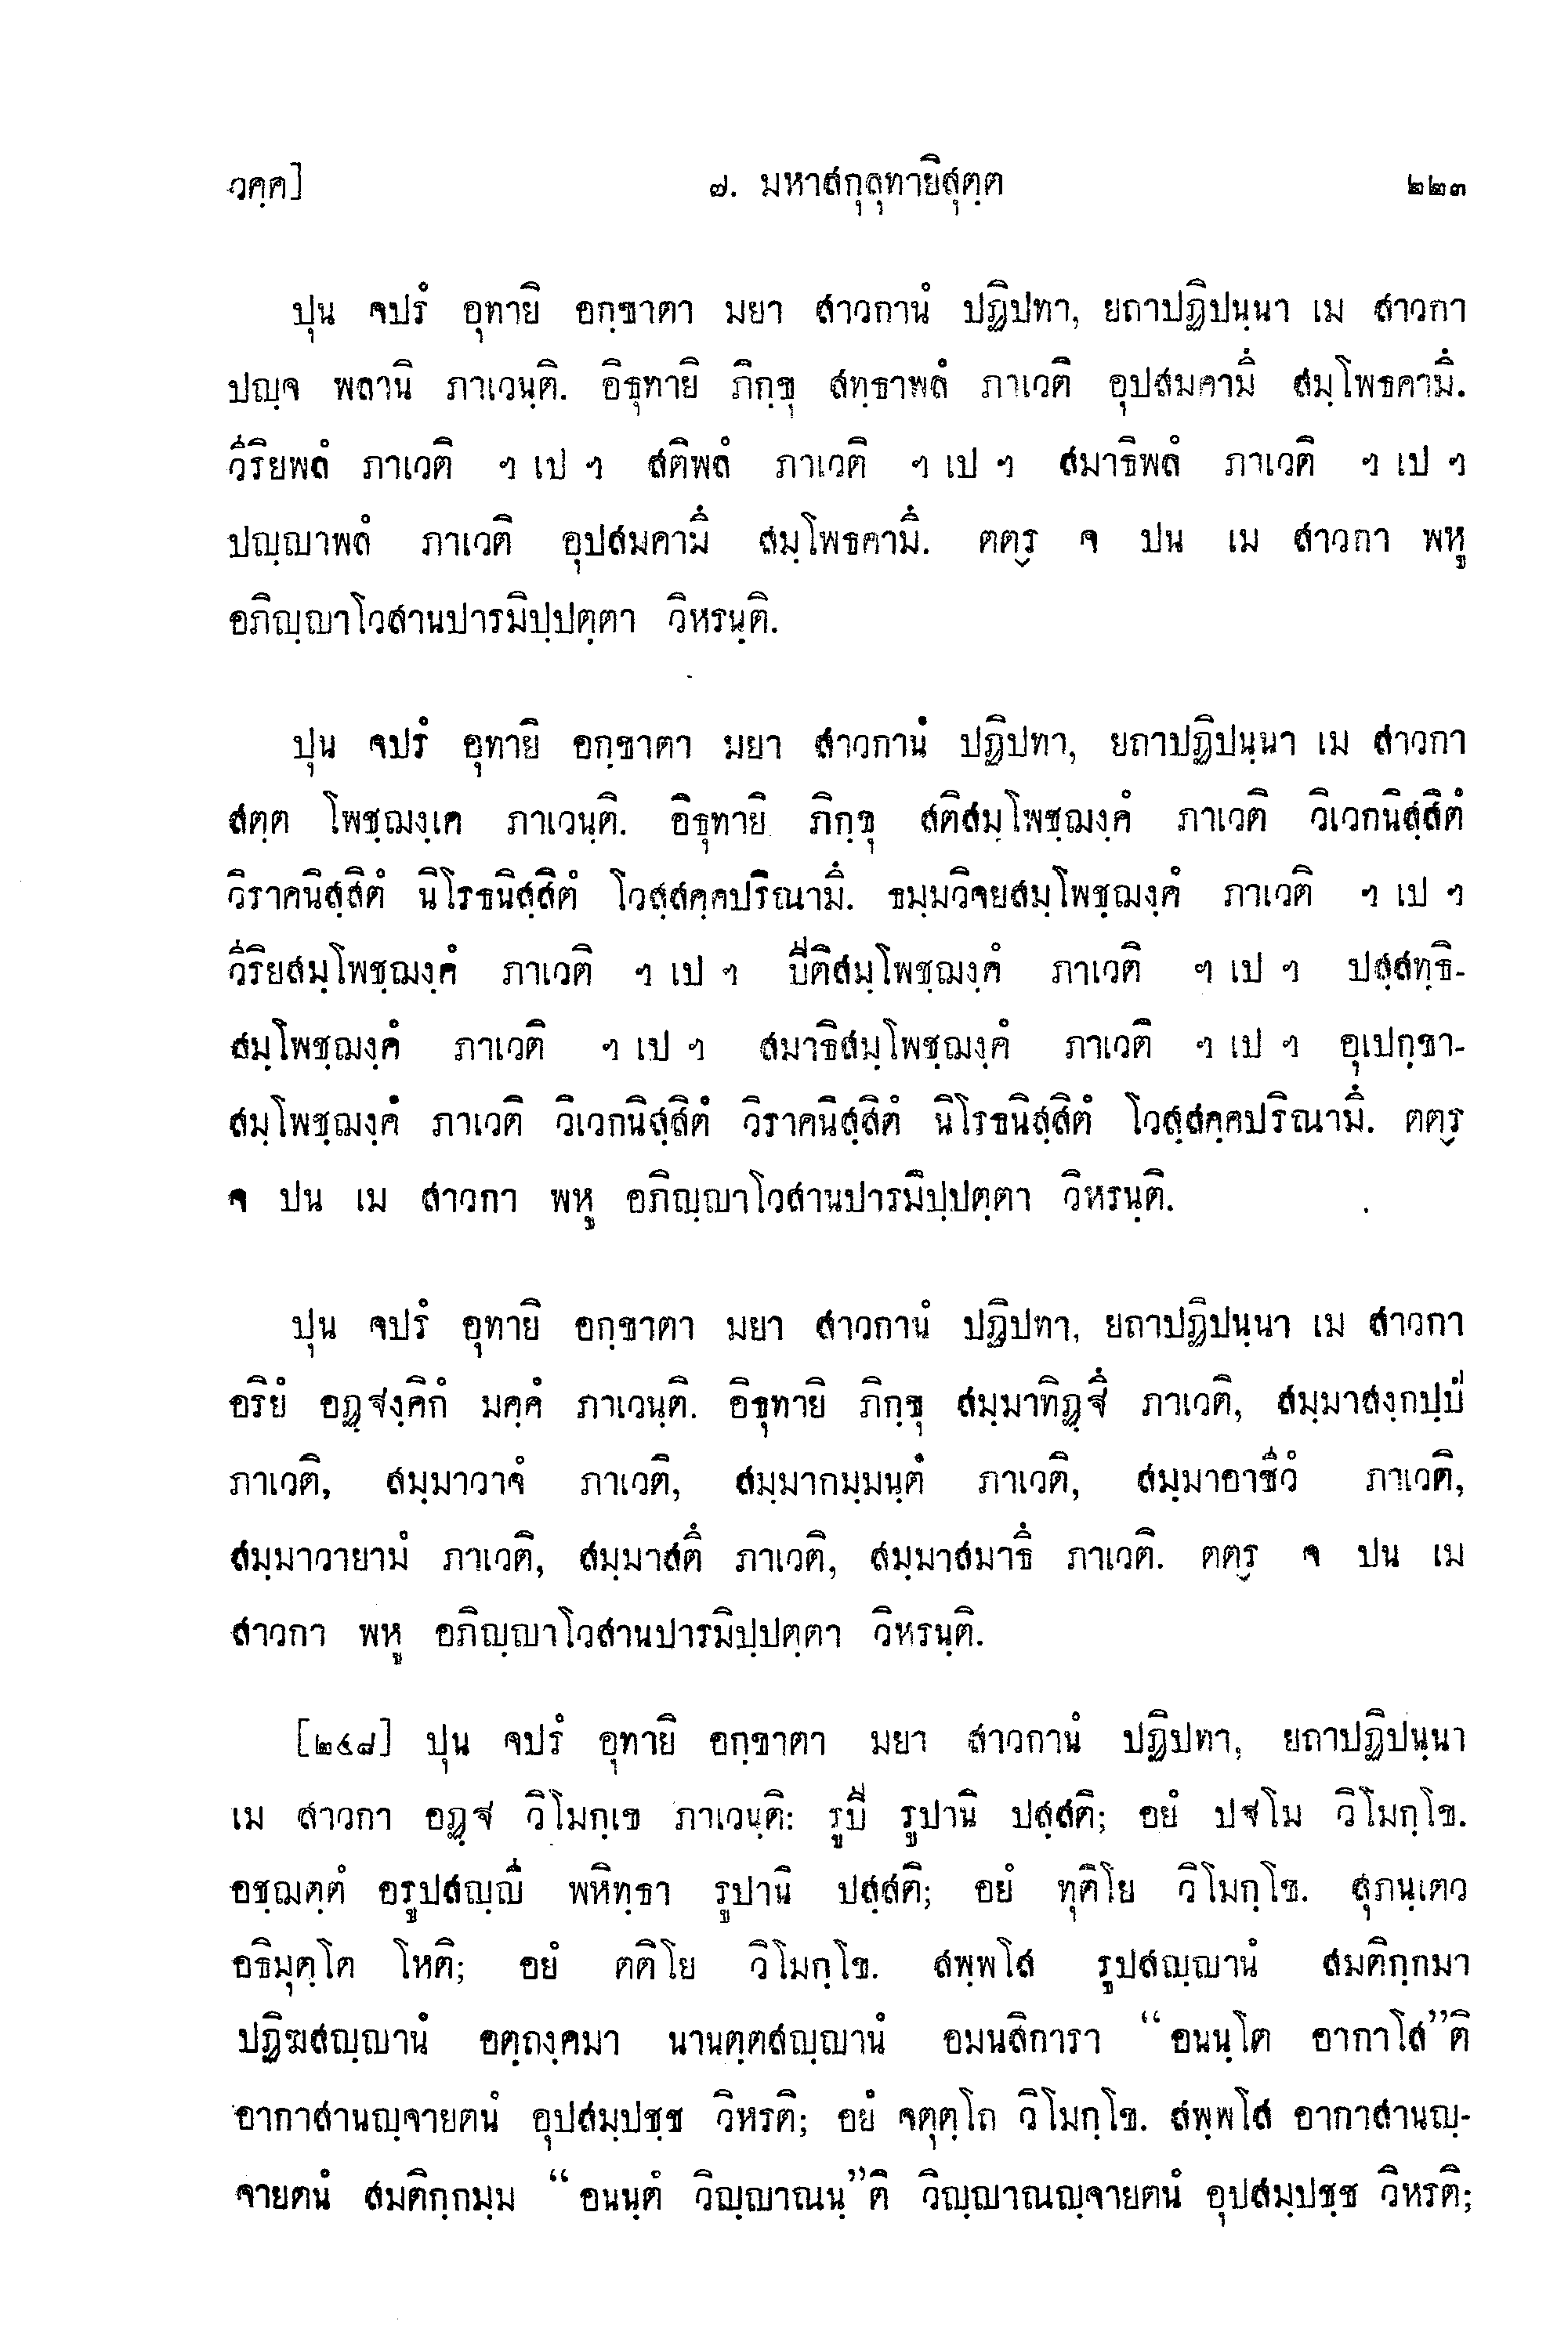 วคฺค]	๗. มหาสกุลุทายิสุตฺต	๒๒๓
ปุน จปรํ อุทายิ อกฺขาตา มยา สาวกานํ ปฏิปทา, ยถาปฏิปนฺนา เม สาวกา
ปญฺจ พลานิ ภาเวนฺติ. อิธุทายิ ภิกฺขุ สทฺธาพลํ ภาเวติ อุปสมคามึ สมฺโพธคามึ.
วีริยพลํ ภาเวติ ฯ เป ฯ สติพลํ ภาเวติ ฯ เป ฯ สมาธิพลํ ภาเวติ ฯ เป ฯ
ปญฺญาพลํ ภาเวติ อุปสมคามึ สมฺโพธคามึ. ตตฺร จ ปน เม สาวกา พหู
อภิญฺญาโวสานปารมิปฺปตฺตา วิหรนฺติ.
ปุน จปรํ อุทายิ อกฺขาตา มยา สาวกานํ ปฏิปทา, ยถาปฏิปนฺนา เม สาวกา
สตฺต โพชฺฌงฺเค ภาเวนฺติ. อิธุทายิ ภิกฺขุ สติสมฺโพชฺฌงฺคํ ภาเวติ วิเวกนิสฺสิตํ
วิราคนิสฺสิตํ นิโรธนิสฺสิตํ โวสฺสคฺคปริณามึ. ธมฺมวิจยสมฺโพชฺฌงฺคํ ภาเวติ ฯ เป ฯ
วีริยสมฺโพชฺฌงฺคํ ภาเวติ ฯ เป ฯ ปีติสมฺโพชฺฌงฺคํ ภาเวติ ฯ เป ฯ ปสฺสทฺธิ-
สมฺโพชฺฌงฺคํ ภาเวติ ฯ เป ฯ สมาธิสมฺโพชฺฌงฺคํ ภาเวติ ฯ เป ฯ อุเปกฺขา-
สมฺโพชฺฌงฺคํ ภาเวติ วิเวกนิสฺสิตํ วิราคนิสฺสิตํ นิโรธนิสฺสิตํ โวสฺสคฺคปริณามึ. ตตฺร
จ ปน เม สาวกา พหู อภิญฺญาโวสานปารมิปฺปตฺตา วิหรนฺติ.
ปุน จปรํ อุทายิ อกฺขาตา มยา สาวกานํ ปฏิปทา, ยถาปฏิปนฺนา เม สาวกา
อริยํ อฏฺฐงฺคิกํ มคฺคํ ภาเวนฺติ. อิธุทายิ ภิกฺขุ สมฺมาทิฏฺฐึ ภาเวติ, สมฺมาสงฺกปฺปํ
ภาเวติ, สมฺมาวาจํ ภาเวติ, สมฺมากมฺมนฺตํ ภาเวติ, สมฺมาอาชีวํ ภาเวติ,
สมฺมาวายามํ ภาเวติ, สมฺมาสตึ ภาเวติ, สมฺมาสมาธึ ภาเวติ. ตตฺร จ ปน เม
สาวกา พหู อภิญฺญาโวสานปารมิปฺปตฺตา วิหรนฺติ.
[๒๔๘] ปุน จปรํ อุทายิ อกฺขาตา มยา สาวกานํ ปฏิปทา, ยถาปฏิปนฺนา
เม สาวกา อฏฺฐ วิโมกฺเข ภาเวนฺติ: รูปี รูปานิ ปสฺสติ; อยํ ปฐโม วิโมกฺโข.
อชฺฌตฺตํ อรูปสญฺญี พหิทฺธา รูปานิ ปสฺสติ; อยํ ทุติโย วิโมกฺโข. สุภนฺเตว
อธิมุตฺโต โหติ; อยํ ตติโย วิโมกฺโข. สพฺพโส รูปสญฺญานํ สมติกฺกมา
ปฏิฆสญฺญานํ อตฺถงฺคมา นานตฺตสญฺญานํ อมนสิการา “อนนฺโต อากาโส”ติ
อากาสานญฺจายตนํ อุปสมฺปชฺช วิหรติ; อยํ จตุตฺโถ วิโมกฺโข. สพฺพโส อากาสานญฺ-
จายตนํ สมติกฺกมฺม “อนนฺตํ วิญฺญาณนฺ”ติ วิญฺญาณญฺจายตนํ อุปสมฺปชฺช วิหรติ;